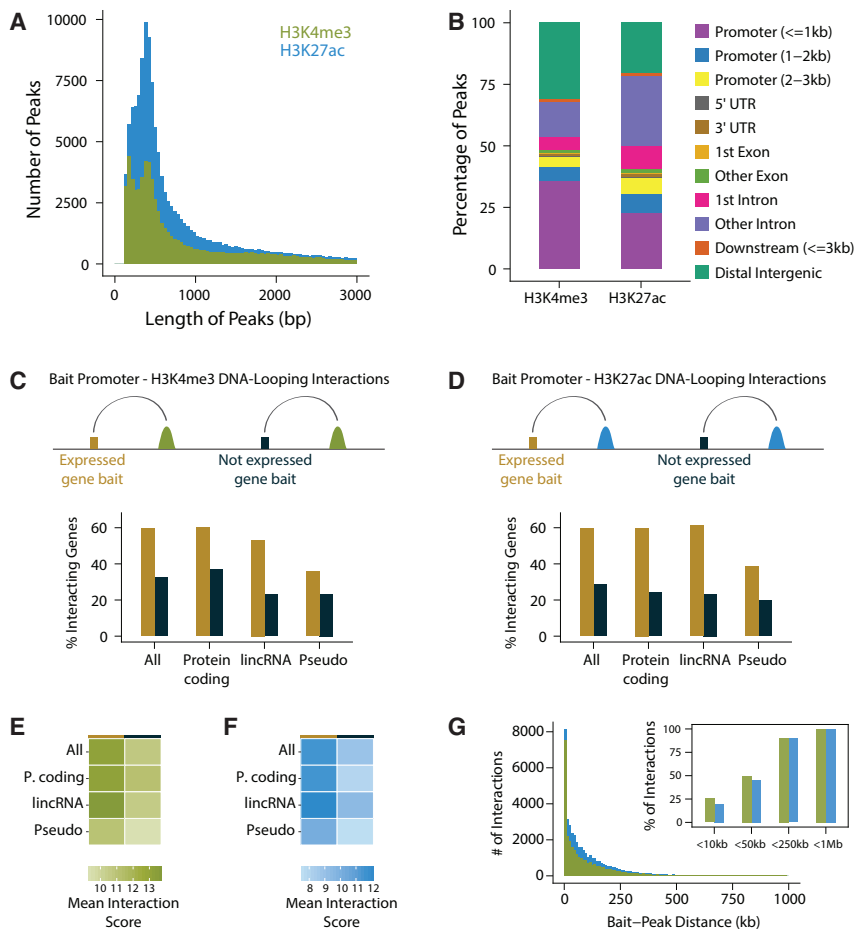 A
H3K4me3
H3K27ac
Number of Peaks
10000
7500
5000
2500
0
0
1000
2000
3000
Length of Peaks (bp)
B
Percentage of Peaks
100
75
50
25
0
H3K4me3
H3K27ac
Promoter (<=1kb)
Promoter (1−2kb)
Promoter (2−3kb)
5' UTR
3' UTR
1st Exon
Other Exon
1st Intron
Other Intron
Downstream (<=3kb)
Distal Intergenic
C
Bait Promoter - H3K4me3 DNA-Looping Interactions
Expressed
gene bait
Not expressed
gene bait
% Interacting Genes
60
40
20
0
All
Protein
coding
lincRNA
Pseudo
D
Bait Promoter - H3K27ac DNA-Looping Interactions
Expressed
gene bait
Not expressed
gene bait
% Interacting Genes
60
40
20
0
All
Protein
coding
lincRNA
Pseudo
E
All
P. coding
lincRNA
Pseudo
10 11 12 13
Mean Interaction
Score
F
All
P. coding
lincRNA
Pseudo
8 9 10 11 12
Mean Interaction
Score
G
# of Interactions
8000
6000
4000
2000
0
0
250
500
750
1000
Bait−Peak Distance (kb)
% of Interactions
100
75
50
25
0
<10kb
<50kb
<250kb
<1Mb